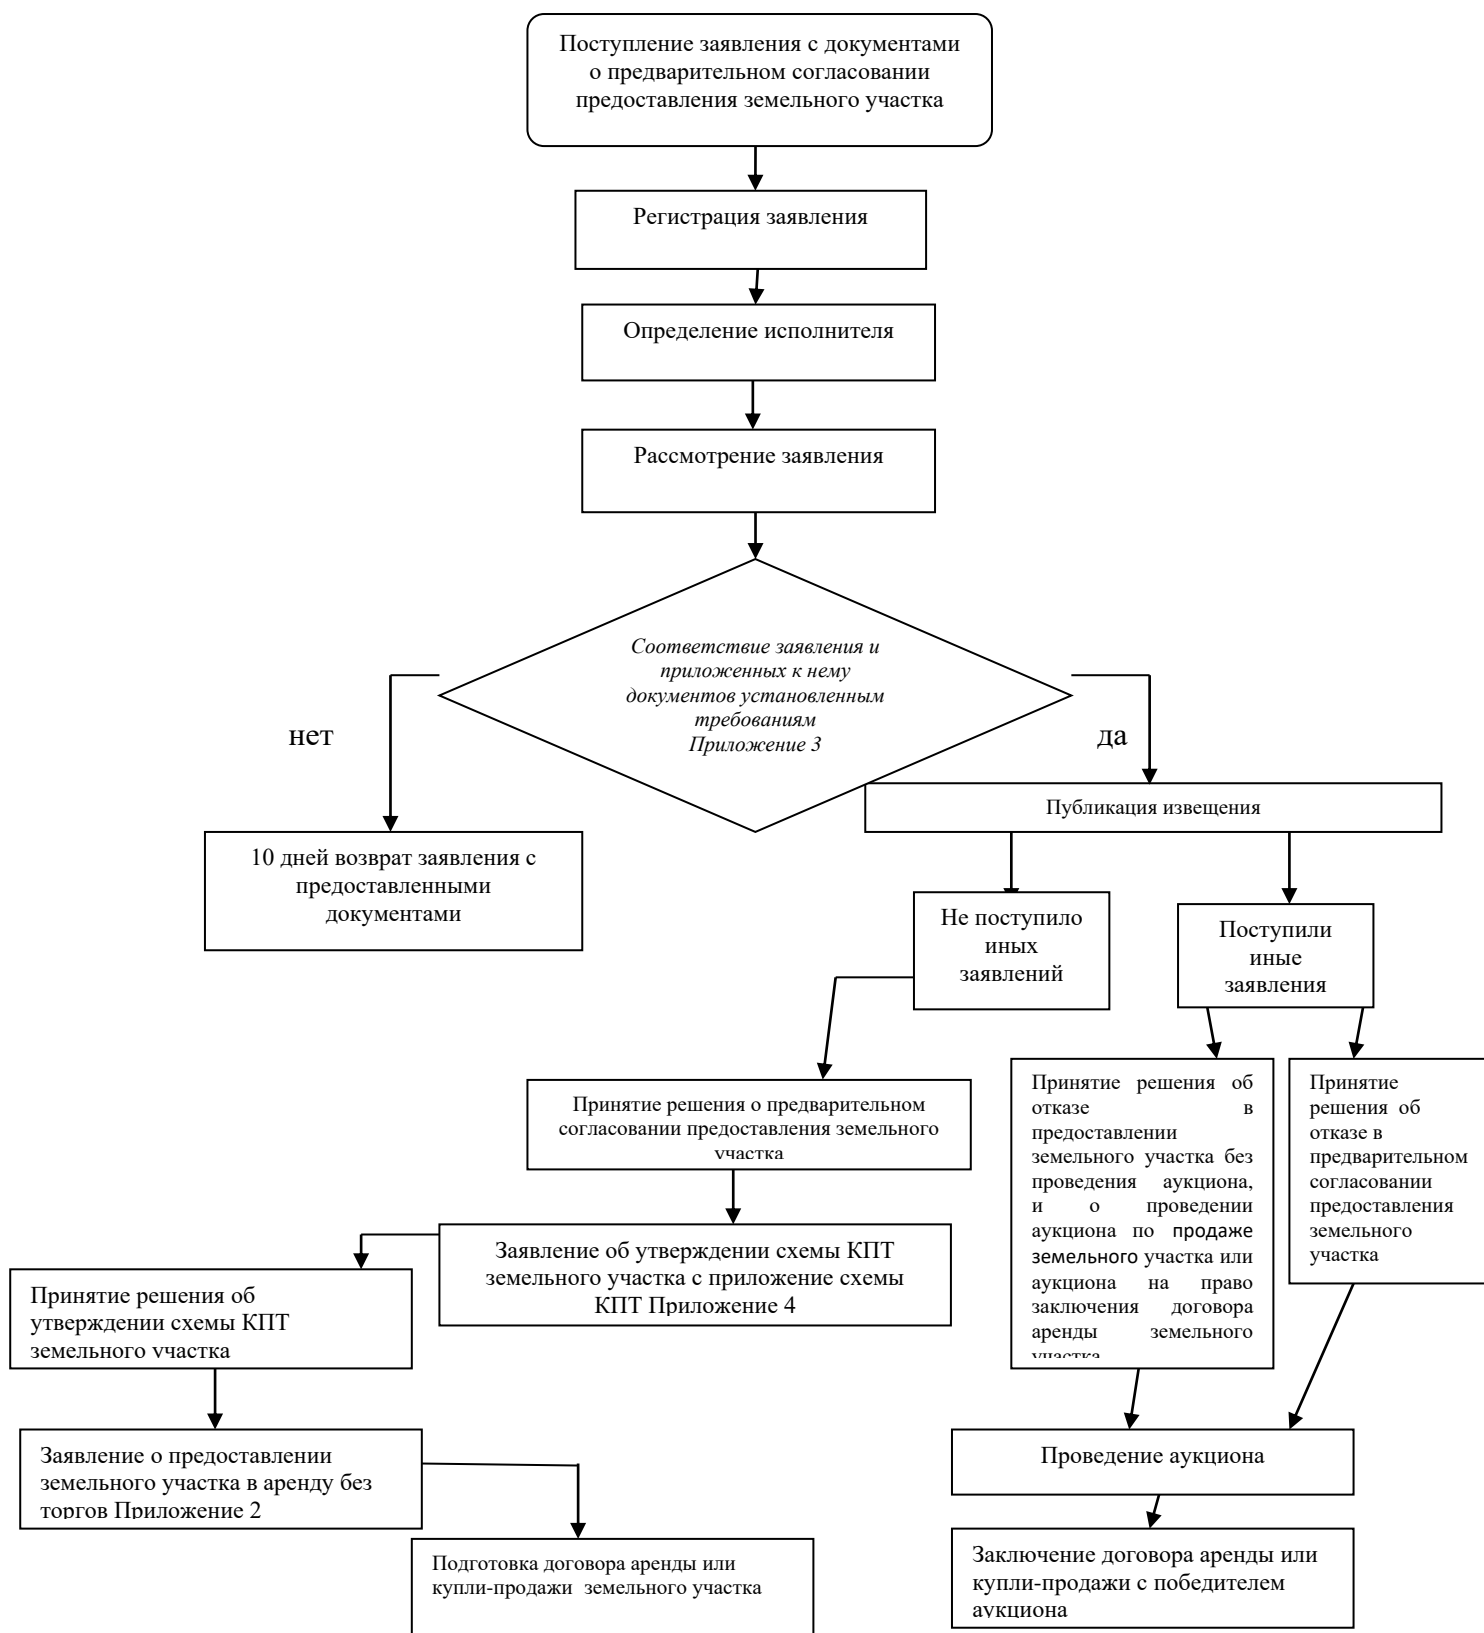 Поступление заявления с документами
о предварительном согласовании
предоставления земельного участка
Регистрация заявления
Определение исполнителя
Рассмотрение заявления
Соответствие заявления и
приложенных к нему
документов установленным
требованиям
Приложение 3
нет
да
Публикация извещения
10 дней возврат заявления с
предоставленными
документами
Не поступило
иных
заявлений
Поступили
иные
заявления
Принятие решения о предварительном
согласовании предоставления земельного
участка
Принятие решения об
отказе в
предоставлении
земельного участка без
проведения аукциона,
и о проведении
аукциона по продаже
земельного участка или
аукциона на право
заключения договора
аренды земельного
участка
Принятие
решения об
отказе в
предварительном
согласовании
предоставления
земельного
участка
Заявление об утверждении схемы КПТ
земельного участка с приложение схемы
КПТ Приложение 4
Принятие решения об
утверждении схемы КПТ
земельного участка
Заявление о предоставлении
земельного участка в аренду без
торгов Приложение 2
Проведение аукциона
Подготовка договора аренды или
купли-продажи земельного участка
Заключение договора аренды или
купли-продажи с победителем
аукциона